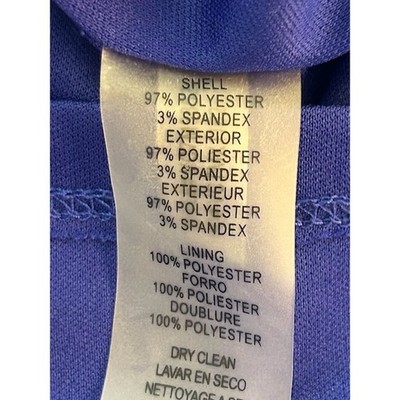 SHELL
97% POLYESTER
3% SPANDEX
EXTERIOR
97% POLIESTER
3% SPANDEX
EXTERIEUR
97% POLYESTER
3% SPANDEX
LINING
100% POLYESTER
FORRO
100% POLIESTER
DOUBLURE
100% POLYESTER
DRY CLEAN
LAVAR EN SECO
NETTOYAGE A